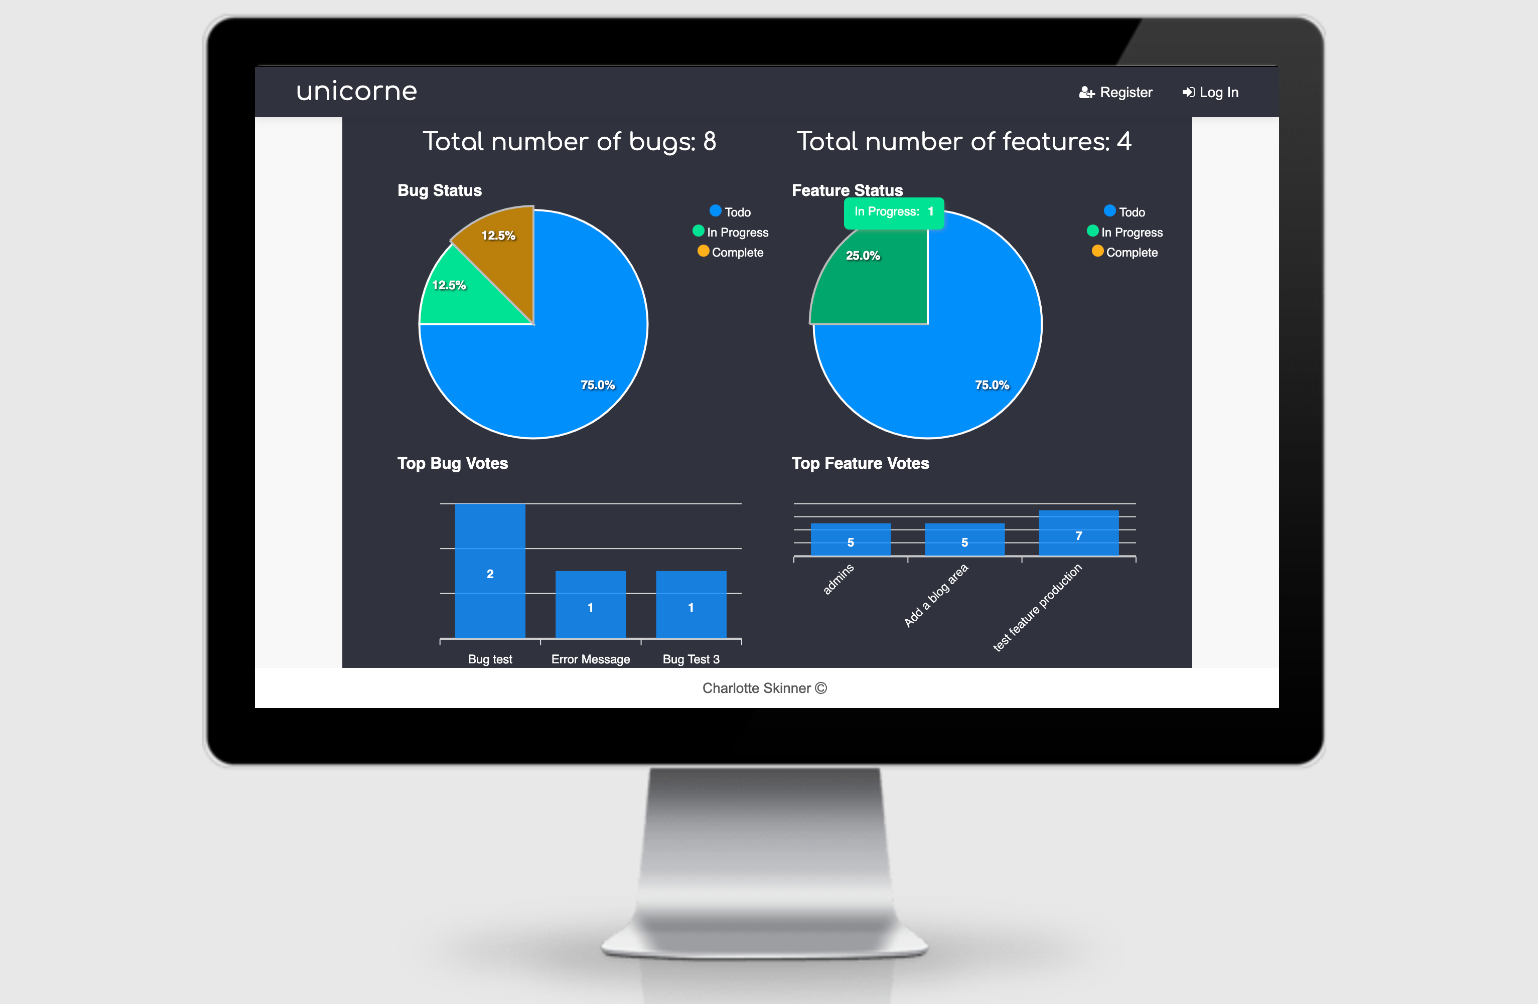 unicorne
Register
Log In
Total number of bugs: 8
Total number of features: 4
Bug Status
12.5%
12.5%
75.0%
Todo
In Progress
Complete
Feature Status
In Progress: 1
25.0%
75.0%
Todo
In Progress
Complete
Top Bug Votes
2
1
1
Bug test
Error Message
Bug Test 3
Top Feature Votes
5
5
7
admins
Add a blog area
test feature production
Charlotte Skinner ©